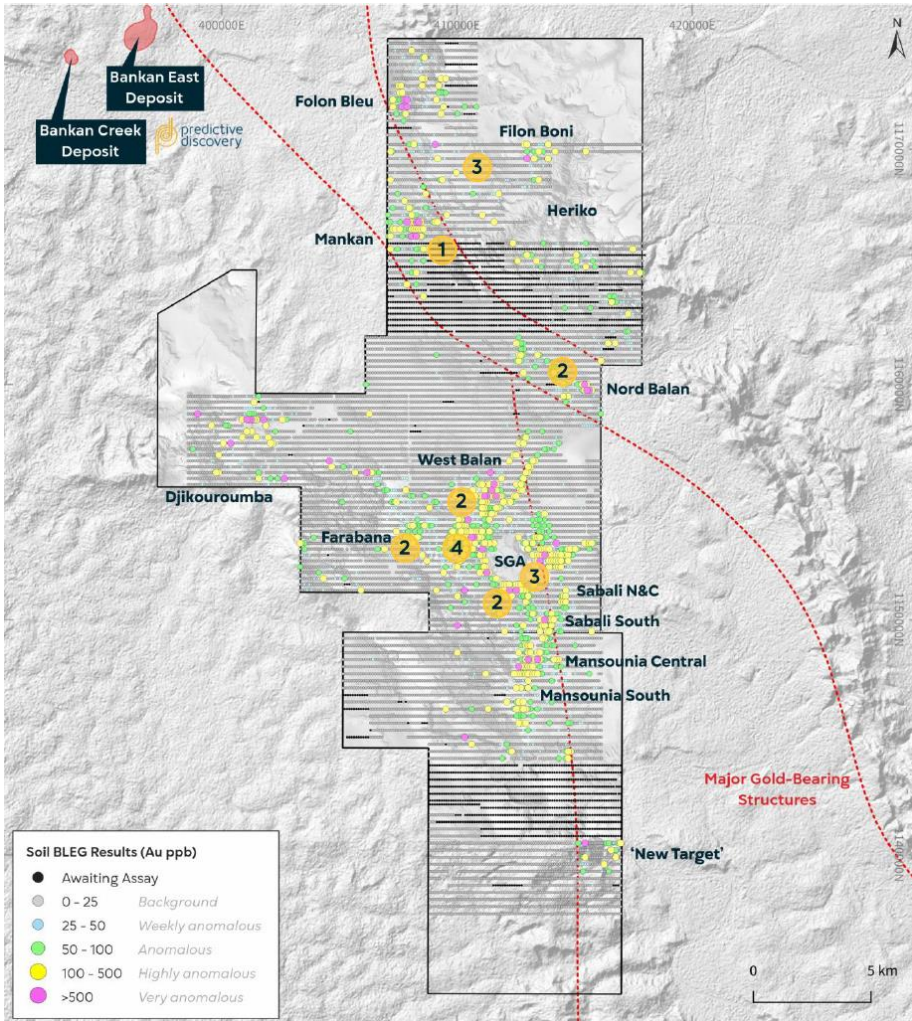 400000E
410000E
420000E
N
Bankan East
Deposit
Bankan Creek
Deposit
predictive
discovery
Folon Bleu
Filon Boni
1170000N
3
Heriko
Mankan
1
1160000N
2
Nord Balan
West Balan
Djikouroumba
2
Farabana
2
4
SGA
3
2
Sabali N&C
1150000N
Sabali South
Mansounia Central
Mansounia South
Major Gold-Bearing
Structures
1140000N
'New Target'
Soil BLEG Results (Au ppb)
Awaiting Assay
0 - 25 Background
25 - 50 Weekly anomalous
50 - 100 Anomalous
100 - 500 Highly anomalous
>500 Very anomalous
0 5 km